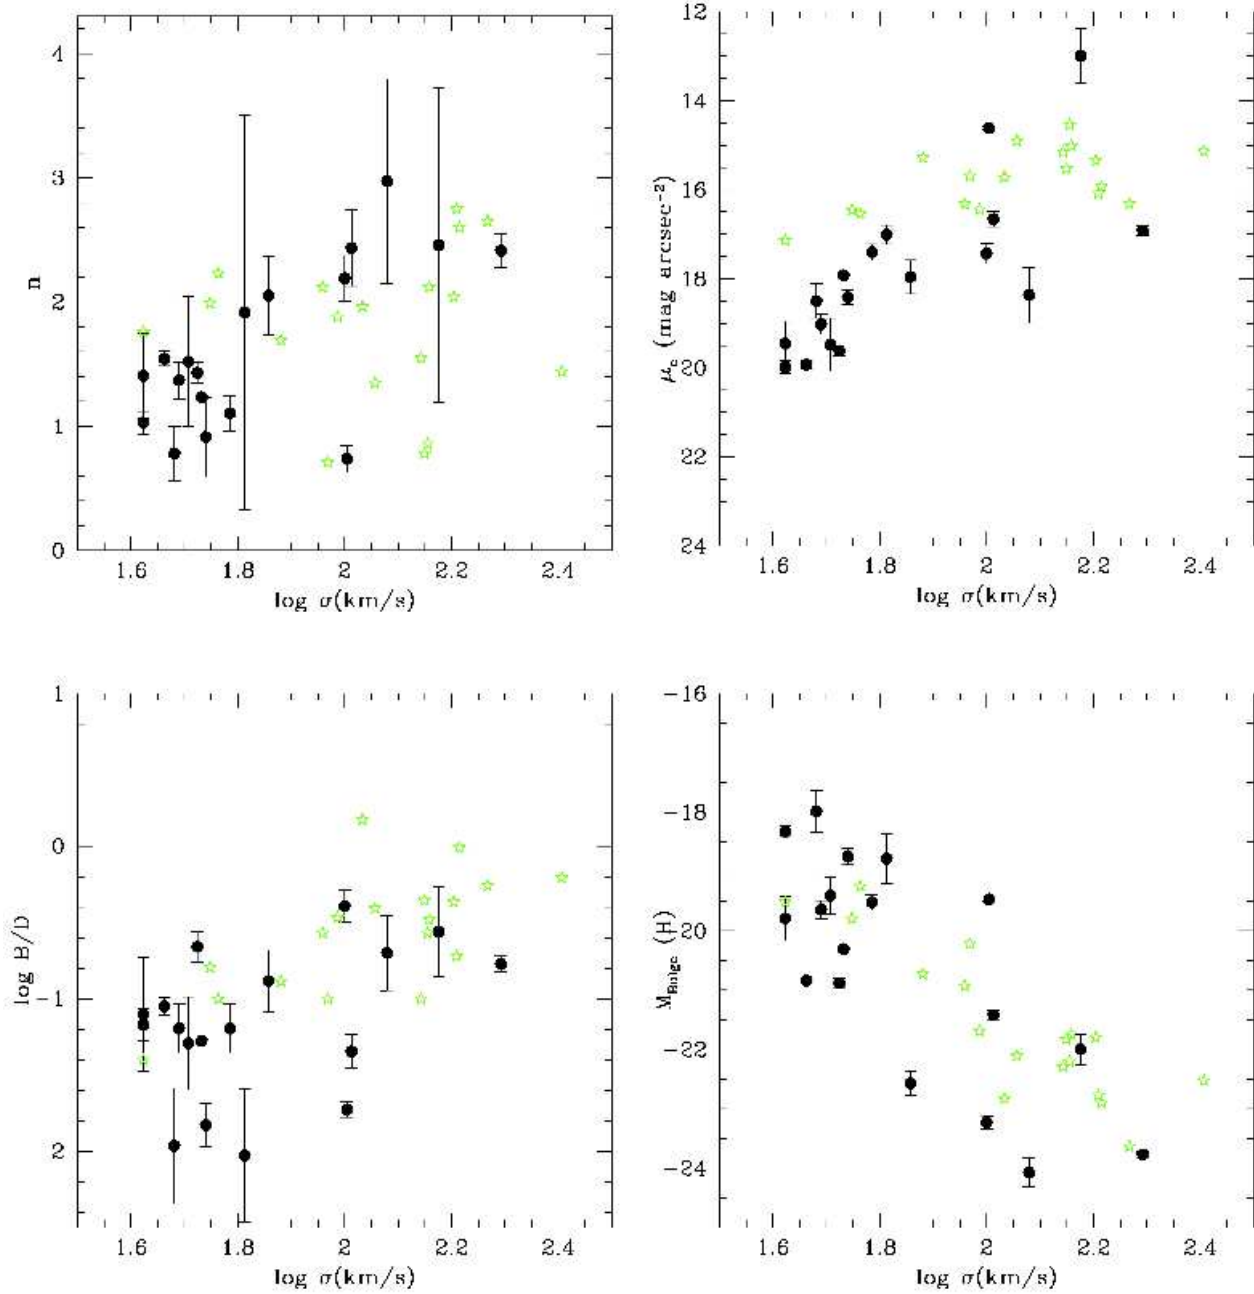 4
3
2
1
0
n
1.6 1.8 2 2.2 2.4
log σ(km/s)
12
14
16
18
20
22
24
μe (mag arcsec−2)
1.6 1.8 2 2.2 2.4
log σ(km/s)
1
0
−1
2
log B/D
1.6 1.8 2 2.2 2.4
log σ(km/s)
−16
−18
−20
−22
−24
MBulge (H)
1.6 1.8 2 2.2 2.4
log σ(km/s)